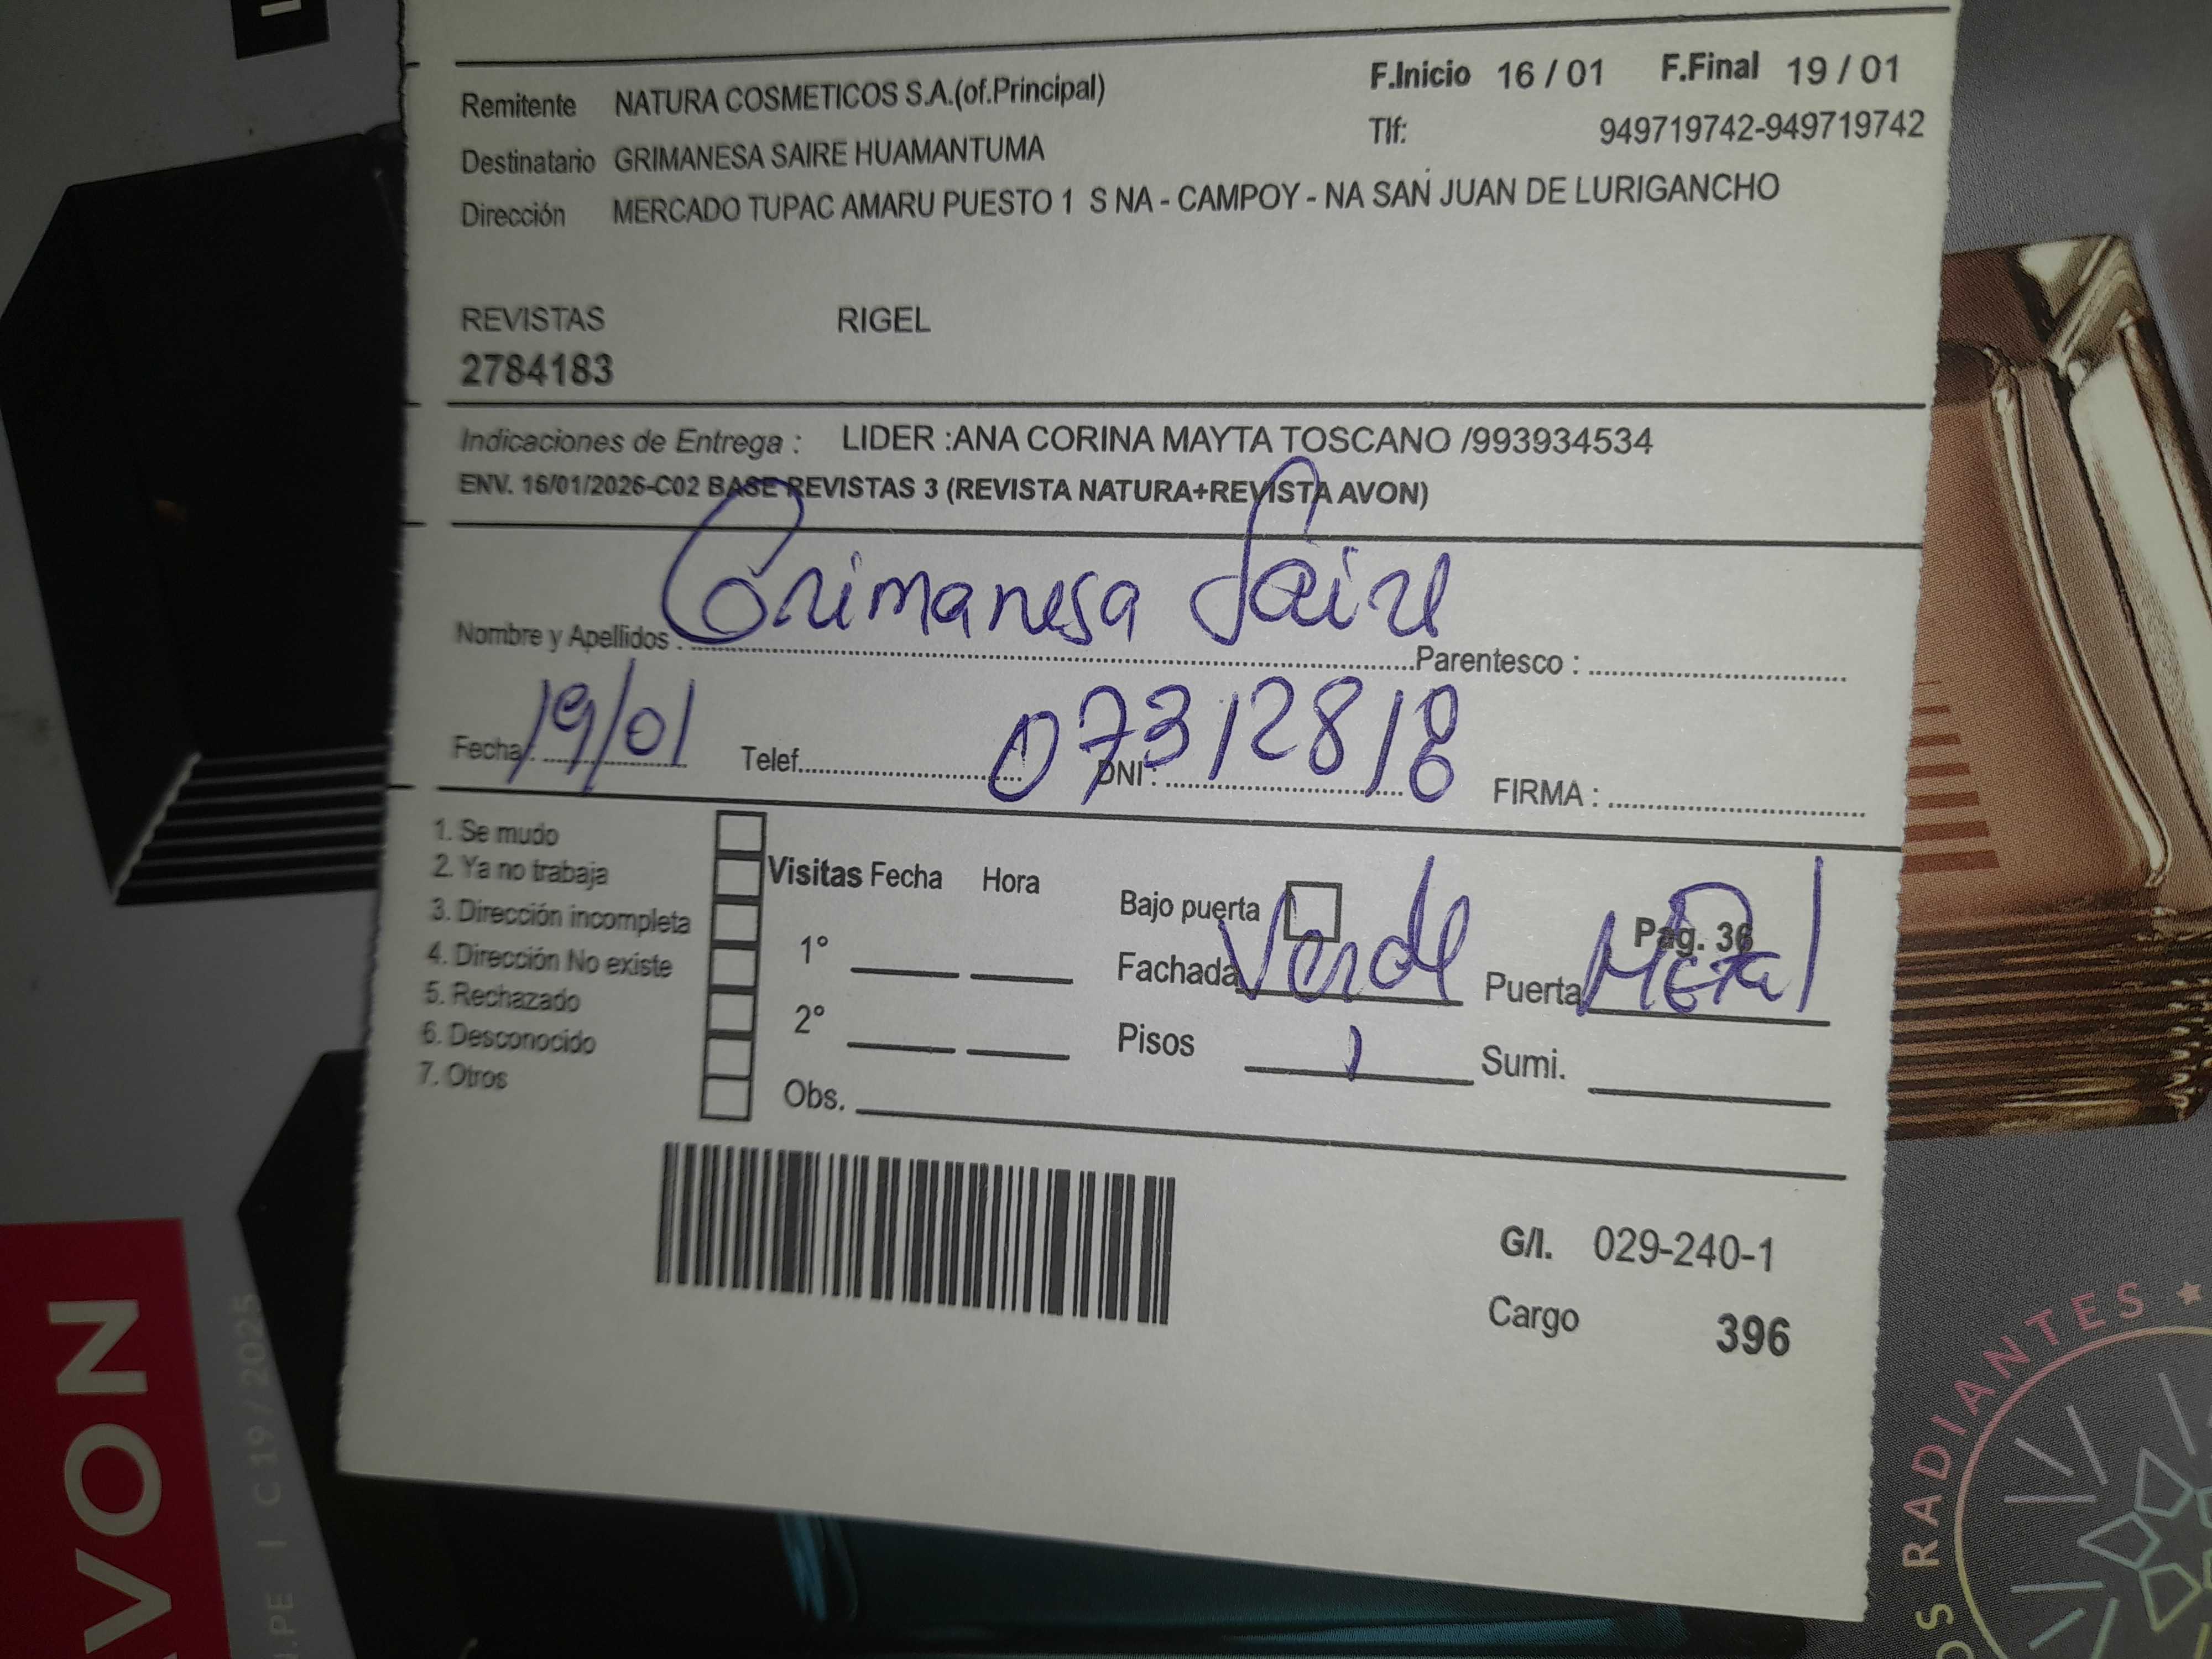 Remitente NATURA COSMETICOS S.A.(of.Principal) F.Inicio 16 / 01 F.Final 19 / 01
Destinatario GRIMANESA SAIRE HUAMANTUMA Tlf: 949719742-949719742
Dirección MERCADO TUPAC AMARU PUESTO 1 S NA - CAMPOY - NA SAN JUAN DE LURIGANCHO
REVISTAS RIGEL
2784183
Indicaciones de Entrega : LIDER :ANA CORINA MAYTA TOSCANO /993934534
ENV. 16/01/2026-C02 BASE REVISTAS 3 (REVISTA NATURA+REVISTA AVON)
Nombre y Apellidos : Grimanesa Saire Parentesco :
Fecha : 19/01 Telef. DNI : 07312818 FIRMA :
1. Se mudo
2. Ya no trabaja
3. Dirección incompleta
4. Dirección No existe
5. Rechazado
6. Desconocido
7. Otros
Visitas Fecha Hora
1°
2°
Obs.
Bajo puerta
Pag. 36
Fachada Verde Puerta Metal
Pisos 1 Sumi.
G/I. 029-240-1
Cargo 396
AVON
N.PE | C 19 / 2025
OS RADIANTES